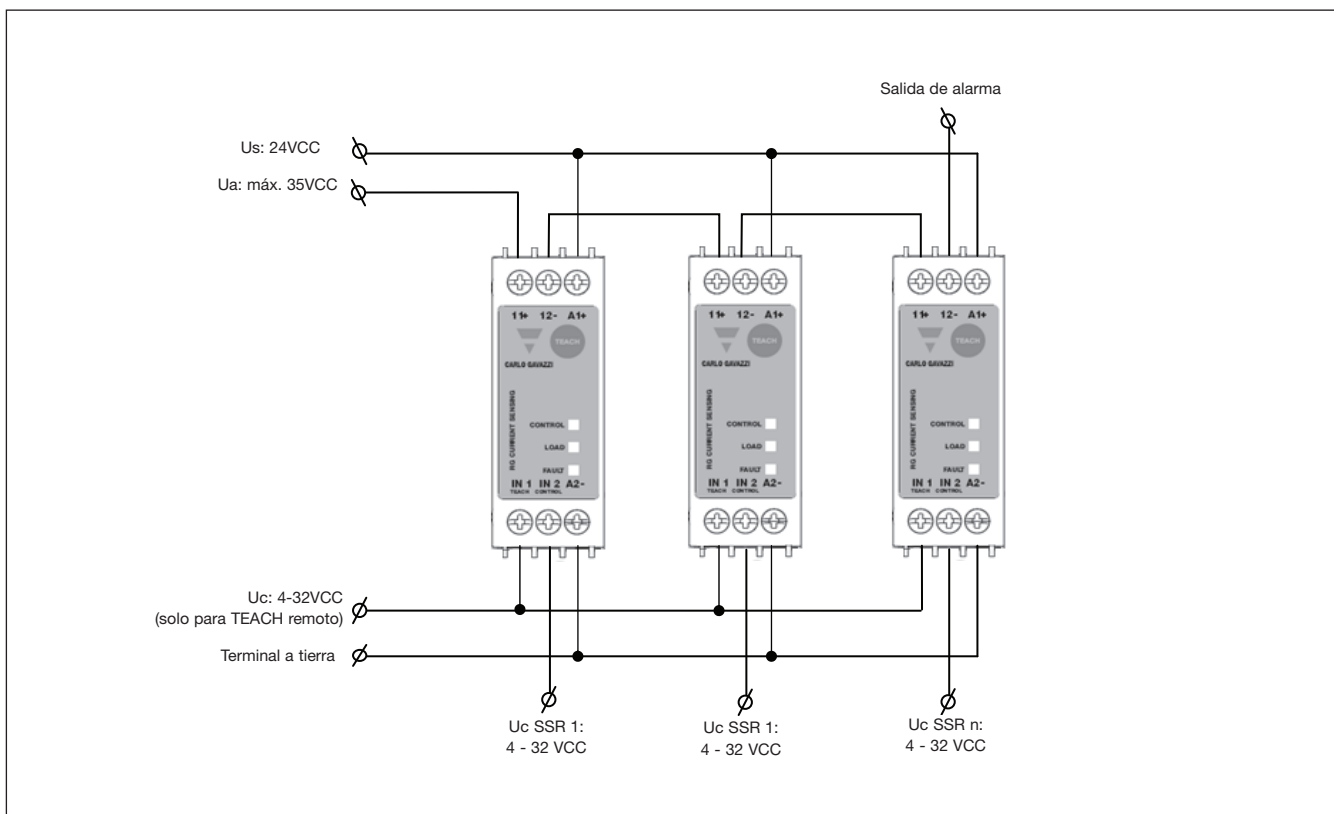 Salida de alarma
Us: 24VCC
Ua: máx. 35VCC
11+ 12- A1+
TEACH
CARLO GAVAZZI
RG CURRENT SENSING
CONTROL
LOAD
FAULT
IN 1 IN 2 A2-
TEACH CONTROL
11+ 12- A1+
TEACH
CARLO GAVAZZI
RG CURRENT SENSING
CONTROL
LOAD
FAULT
IN 1 IN 2 A2-
TEACH CONTROL
11+ 12- A1+
TEACH
CARLO GAVAZZI
RG CURRENT SENSING
CONTROL
LOAD
FAULT
IN 1 IN 2 A2-
TEACH CONTROL
Uc: 4-32VCC
(solo para TEACH remoto)
Terminal a tierra
Uc SSR 1:
4 - 32 VCC
Uc SSR 1:
4 - 32 VCC
Uc SSR n:
4 - 32 VCC